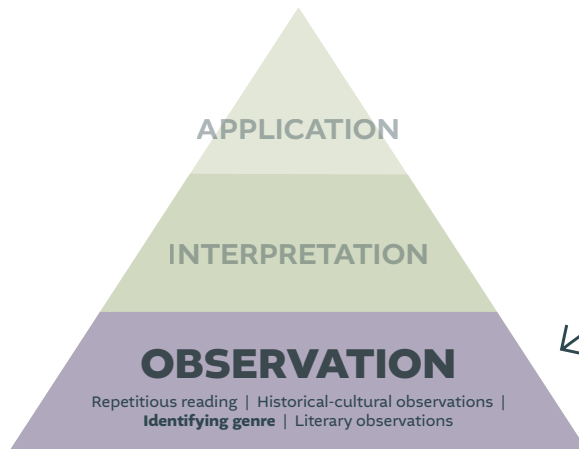 APPLICATION
INTERPRETATION
OBSERVATION
Repetitious reading | Historical-cultural observations |
Identifying genre | Literary observations